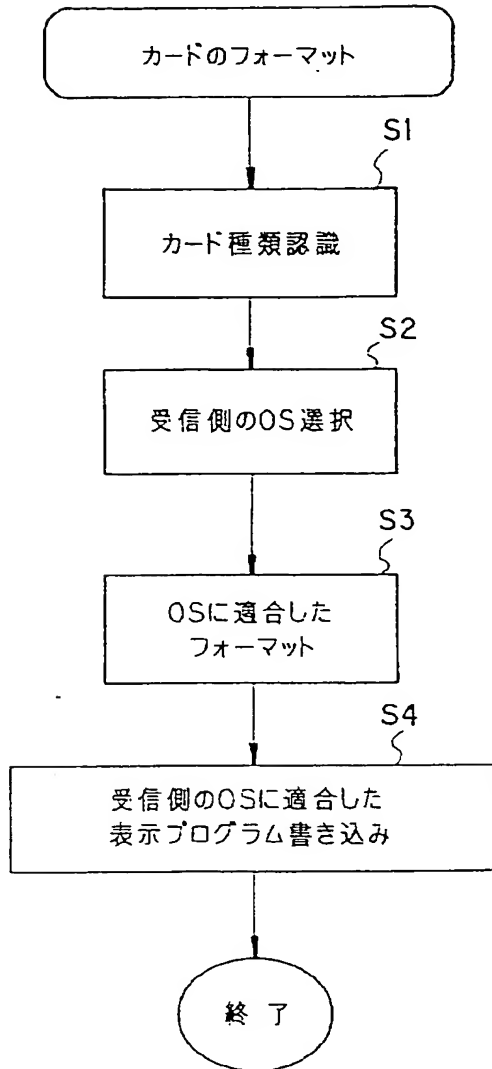 カードのフォーマット
S1
カード種類認識
S2
受信側のOS選択
S3
OSに適合した
フォーマット
S4
受信側のOSに適合した
表示プログラム書き込み
終了